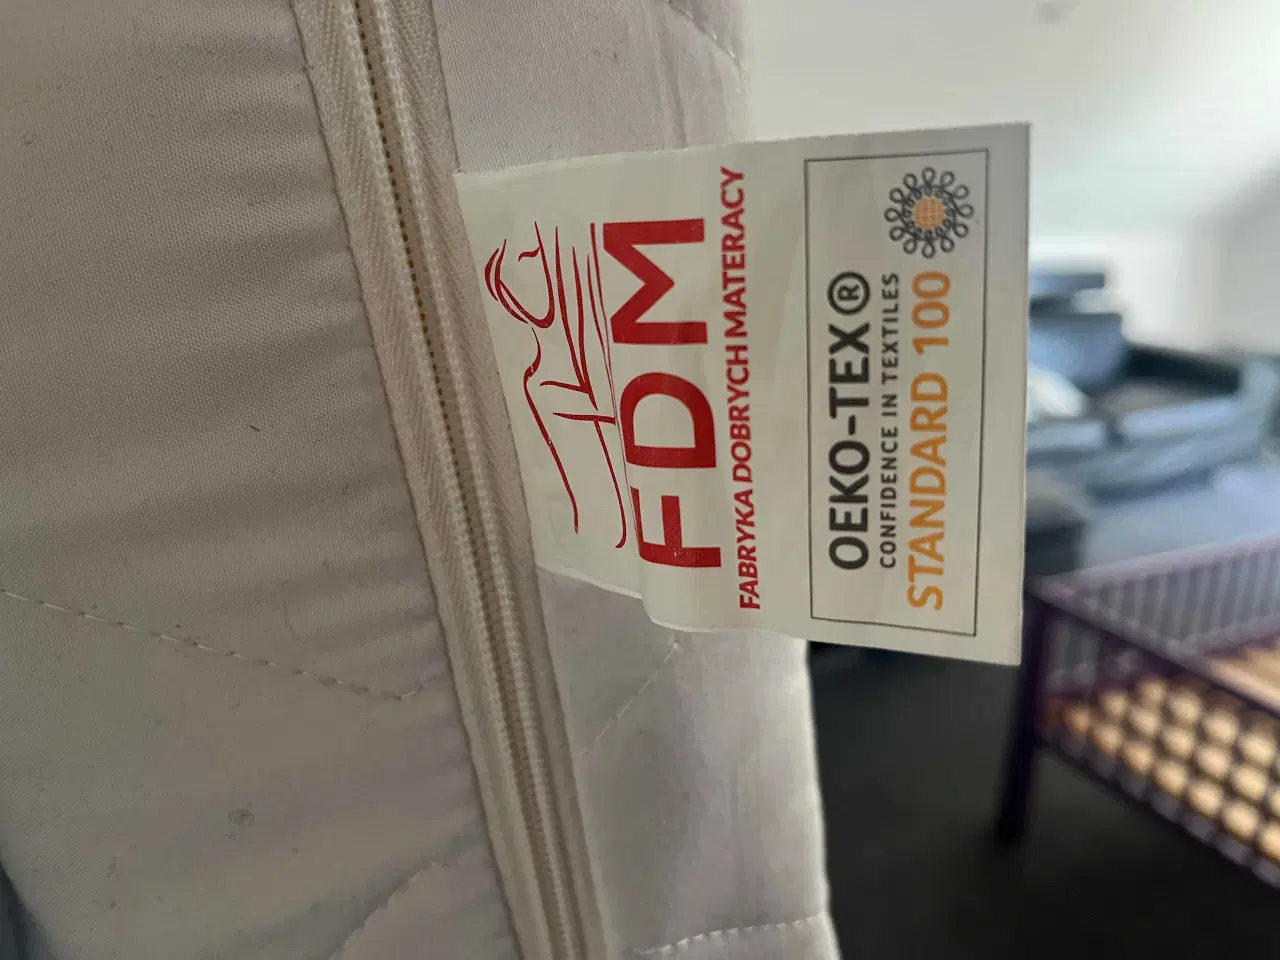 FDM
FABRYKA DOBRYCH MATERACY
OEKO-TEX®
CONFIDENCE IN TEXTILES
STANDARD 100